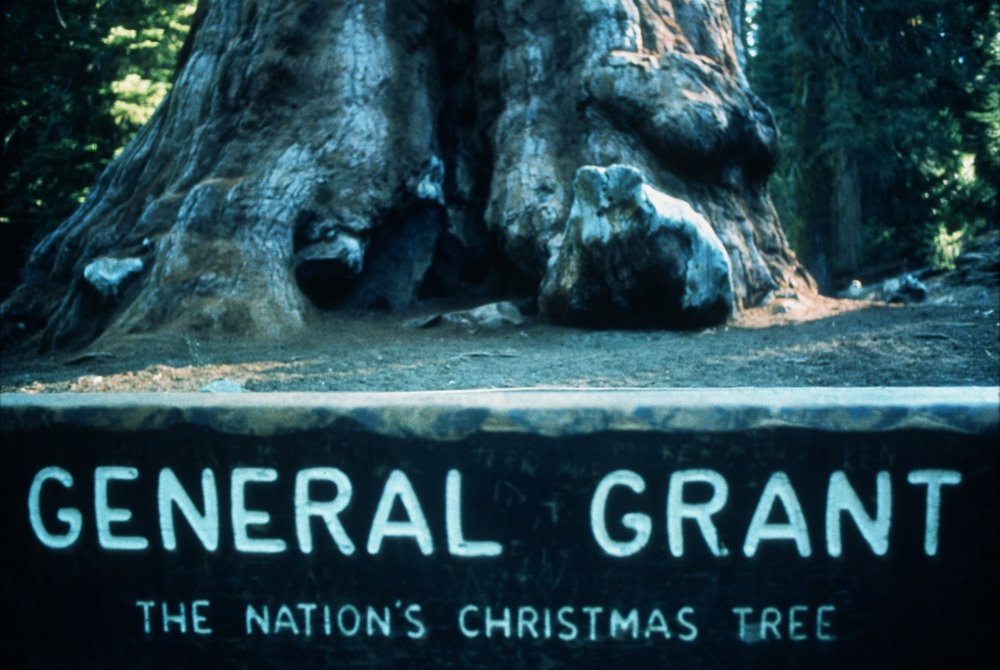 GENERAL GRANT
THE NATION'S CHRISTMAS TREE